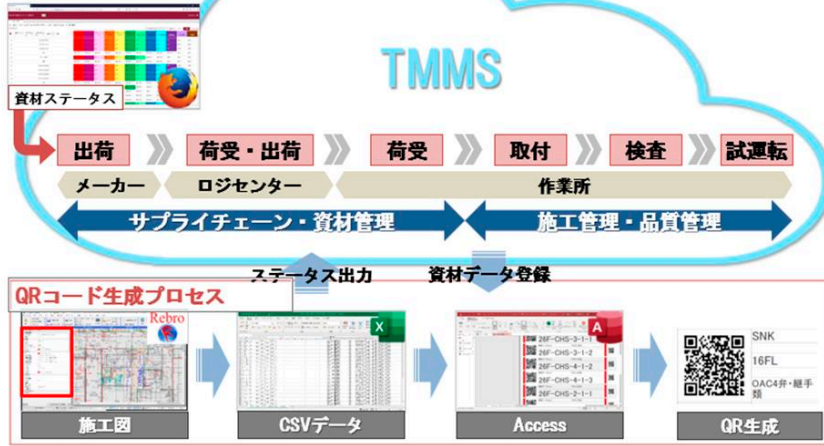 TMMS
資材ステータス
出荷
荷受・出荷
荷受
取付
検査
試運転
メーカー
ロジセンター
作業所
サプライチェーン・資材管理
施工管理・品質管理
ステータス出力
資材データ登録
QRコード生成プロセス
Rebro
X
A
26F-CHS-3-1-1
26F-CHS-3-1-2
26F-CHS-4-1-2
26F-CHS-4-1-3
26F-CHS-2-1-1
SNK
16FL
OAC4弁・継手
類
施工図
CSVデータ
Access
QR生成